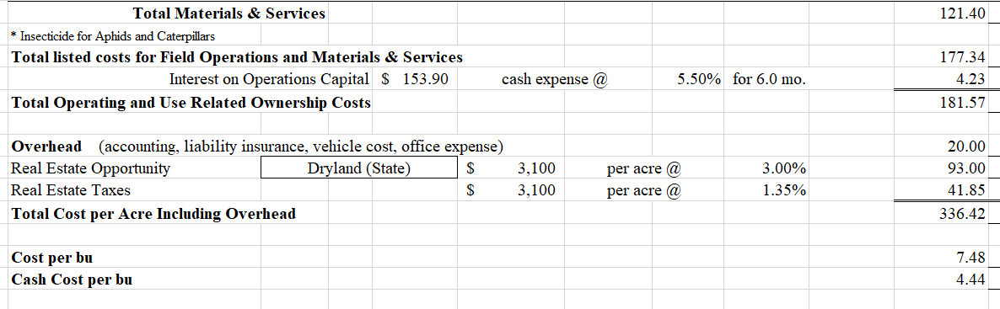 Total Materials & Services 121.40
* Insecticide for Aphids and Caterpillars
Total listed costs for Field Operations and Materials & Services 177.34
Interest on Operations Capital $ 153.90 cash expense @ 5.50% for 6.0 mo. 4.23
Total Operating and Use Related Ownership Costs 181.57
Overhead (accounting, liability insurance, vehicle cost, office expense) 20.00
Real Estate Opportunity Dryland (State) $ 3,100 per acre @ 3.00% 93.00
Real Estate Taxes $ 3,100 per acre @ 1.35% 41.85
Total Cost per Acre Including Overhead 336.42
Cost per bu 7.48
Cash Cost per bu 4.44